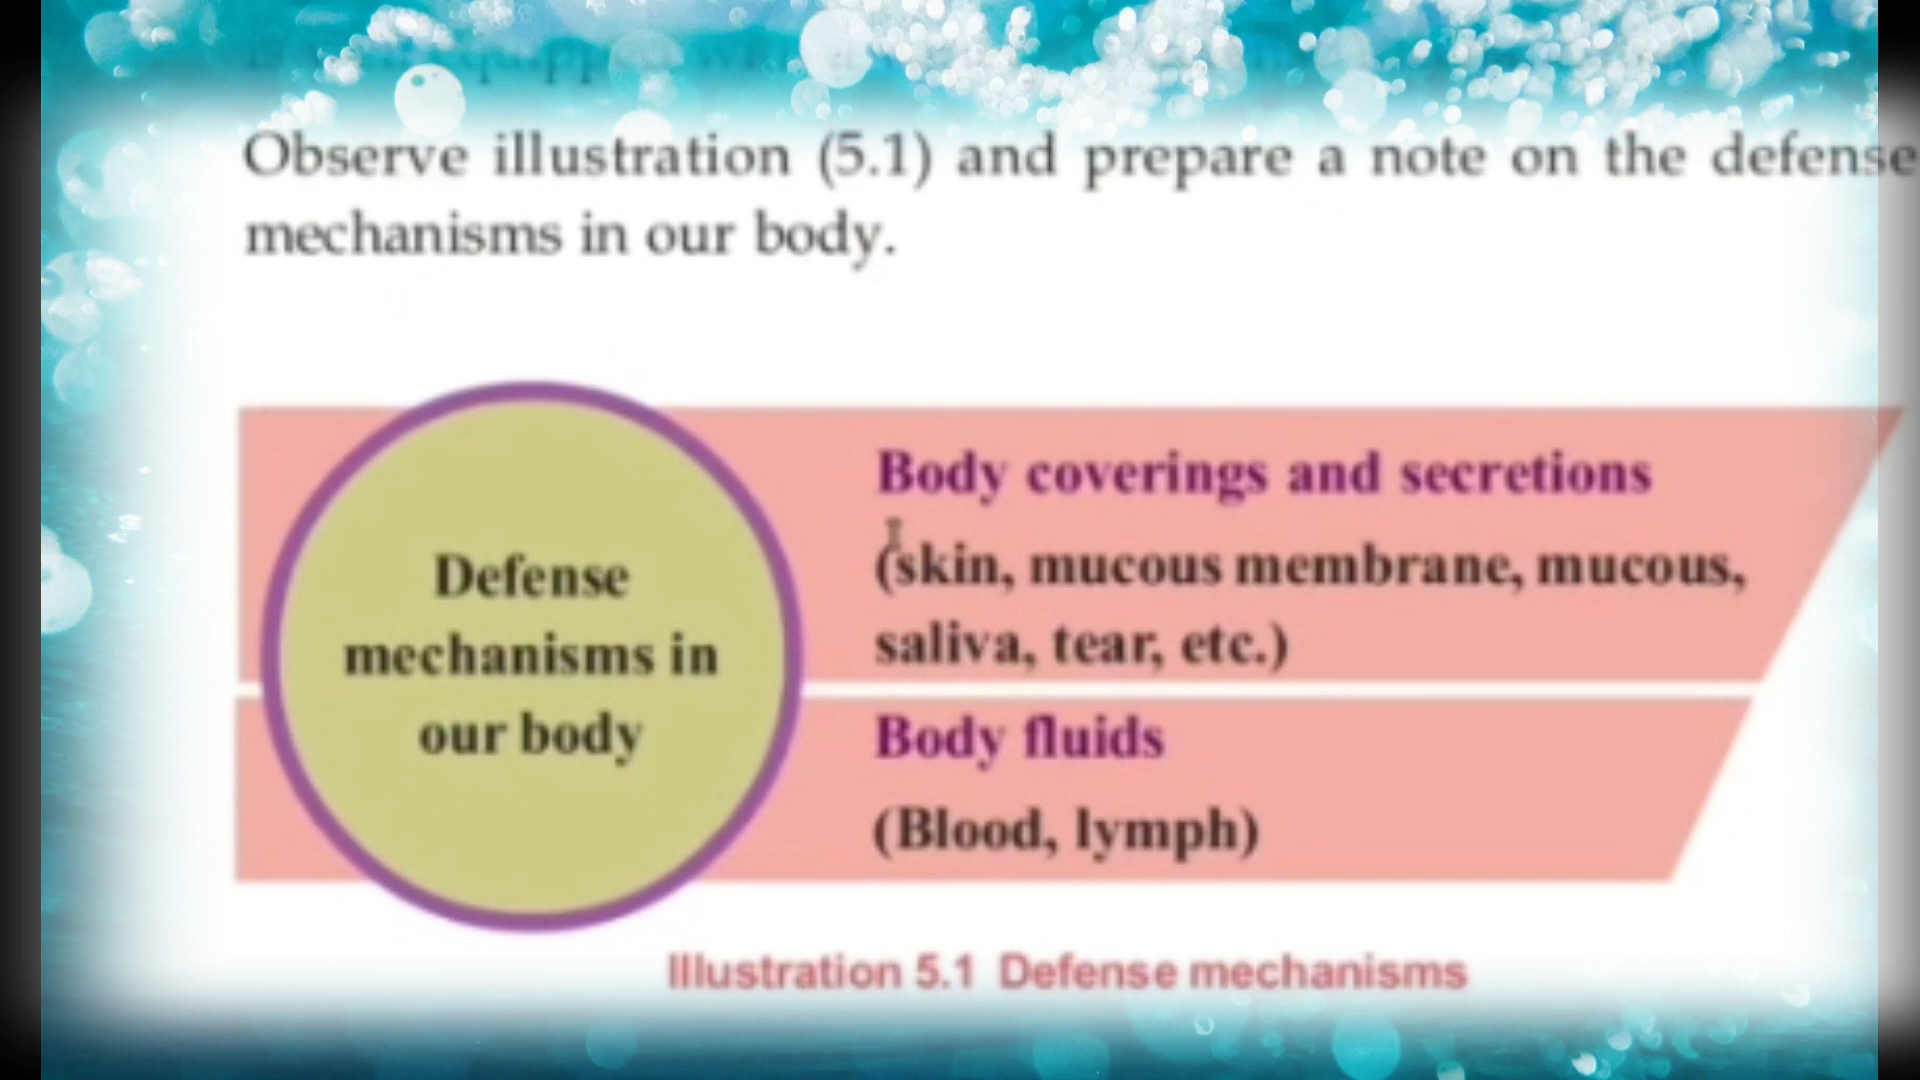 Observe illustration (5.1) and prepare a note on the defense
mechanisms in our body.
Defense
mechanisms in
our body
Body coverings and secretions
(skin, mucous membrane, mucous,
saliva, tear, etc.)
Body fluids
(Blood, lymph)
Illustration 5.1 Defense mechanisms